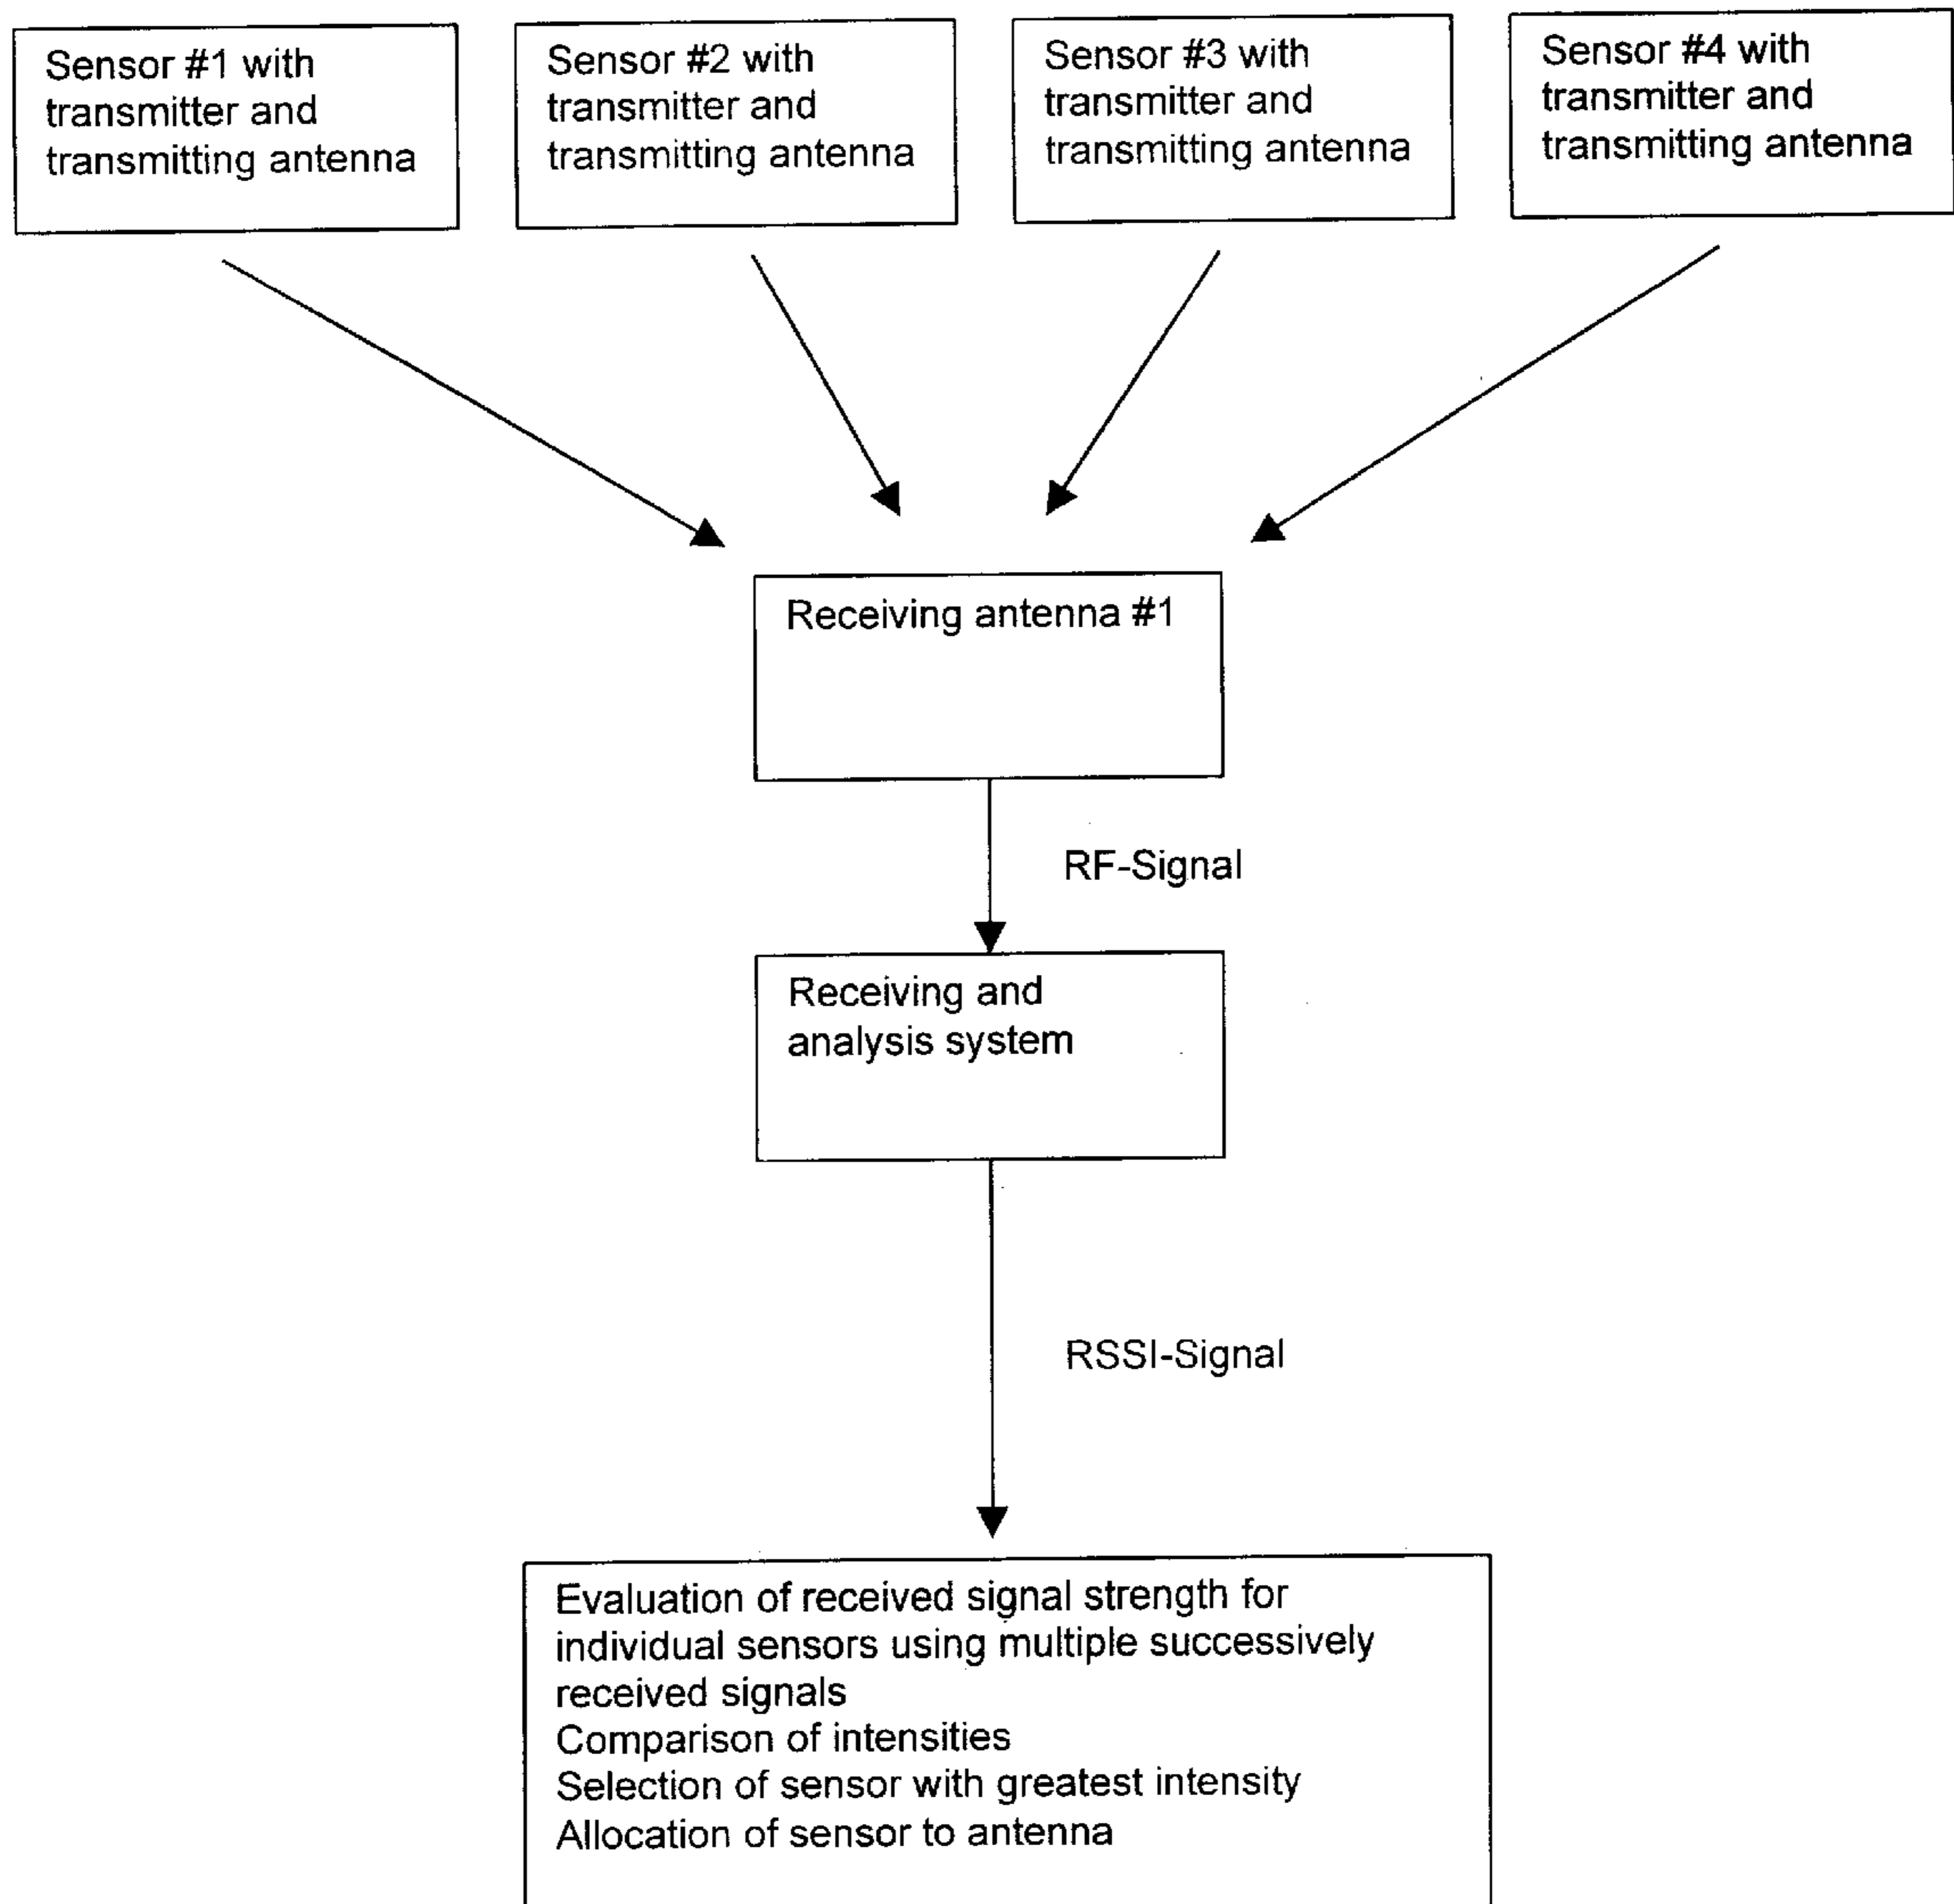 Sensor #1 with
transmitter and
transmitting antenna
Sensor #2 with
transmitter and
transmitting antenna
Sensor #3 with
transmitter and
transmitting antenna
Sensor #4 with
transmitter and
transmitting antenna
Receiving antenna #1
RF-Signal
Receiving and
analysis system
RSSI-Signal
Evaluation of received signal strength for
individual sensors using multiple successively
received signals
Comparison of intensities
Selection of sensor with greatest intensity
Allocation of sensor to antenna